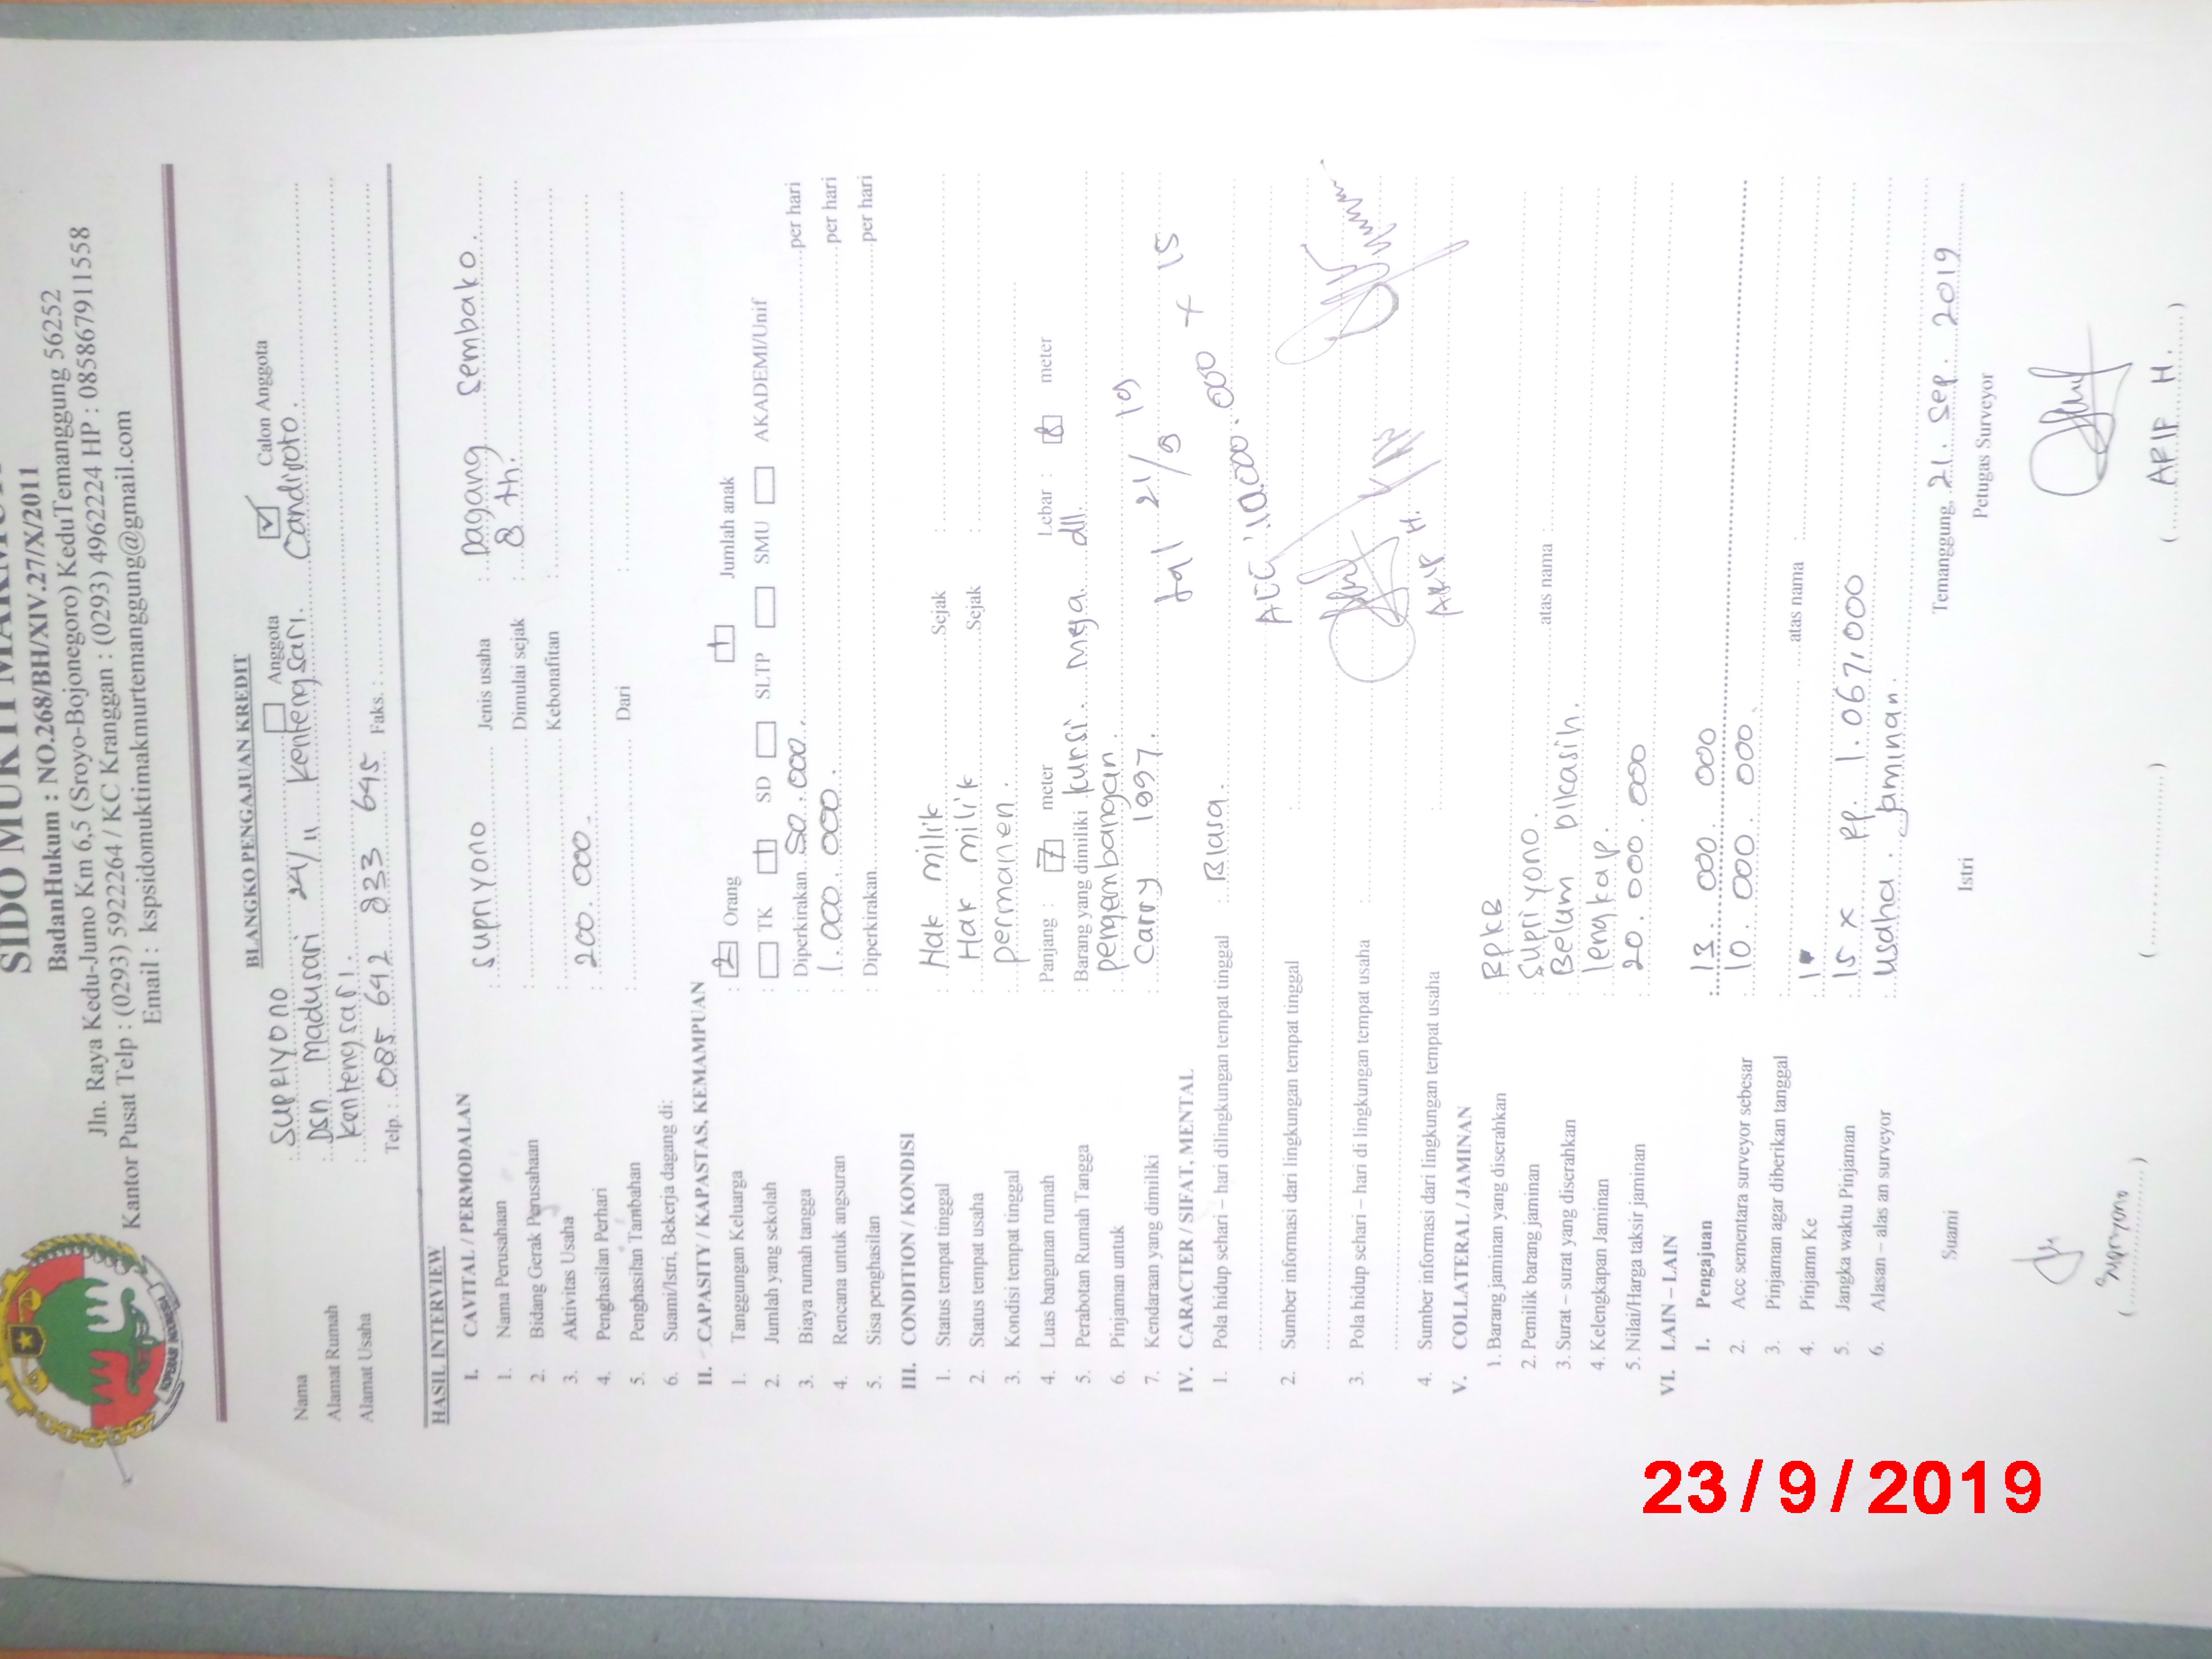 SIDO MUKTI MAKMUR
BadanHukum : NO.268/BH/XIV.27/X/2011
Jln. Raya Kedu-Jumo Km 6,5 (Sroyo-Bojonegoro) KeduTemanggung 56252
Kantor Pusat Telp : (0293) 5922264 / KC Kranggan : (0293) 4962224 HP : 085867911558
Email : kspsidomuktimakmurtemanggung@gmail.com
KOPERASI INDONESIA
BLANGKO PENGAJUAN KREDIT
Anggota Calon Anggota
Nama : SUPRIYONO
Alamat Rumah : Dsn Madusari 24/11 Kentengsari. Candiroto.
Alamat Usaha : Kentengsari.
Telp. : 085 642 233 645 Faks. :
HASIL INTERVIEW
I. CAVITAL / PERMODALAN
1. Nama Perusahaan : SupriYono Jenis usaha : Dagang Sembako.
2. Bidang Gerak Perusahaan : Dimulai sejak : 8 th.
3. Aktivitas Usaha : Kebonafitan :
4. Penghasilan Perhari : 200.000.
5. Penghasilan Tambahan : Dari :
6. Suami/Istri, Bekerja dagang di:
II. CAPASITY / KAPASTAS, KEMAMPUAN
1. Tanggungan Keluarga : 2 Orang 1 Jumlah anak
2. Jumlah yang sekolah : TK 1 SD SLTP SMU AKADEMI/Unif
3. Biaya rumah tangga : Diperkirakan 50.000. per hari
4. Rencana untuk angsuran 1.000.000. per hari
5. Sisa penghasilan : Diperkirakan per hari
III. CONDITION / KONDISI
1. Status tempat tinggal : Hak milik Sejak :
2. Status tempat usaha : Hak milik Sejak :
3. Kondisi tempat tinggal : permanen.
4. Luas bangunan rumah : Panjang : 7 meter Lebar : 8 meter
5. Perabotan Rumah Tangga : Barang yang dimiliki kursi. Meja dll.
6. Pinjaman untuk : pengembangan.
7. Kendaraan yang dimiliki : Carry 1997.
tgl 21/9 19
IV. CARACTER / SIFAT, MENTAL
1. Pola hidup sehari – hari dilingkungan tempat tinggal : Biasa.
ACC 10.000.000 x 15
2. Sumber informasi dari lingkungan tempat tinggal :
3. Pola hidup sehari – hari di lingkungan tempat usaha :
ARIP H.
4. Sumber informasi dari lingkungan tempat usaha :
V. COLLATERAL / JAMINAN
1. Barang jaminan yang diserahkan : BPKB
2. Pemilik barang jaminan : SupriYono. atas nama :
3. Surat – surat yang diserahkan : Belum Dikasih.
4. Kelengkapan Jaminan : lengkap.
5. Nilai/Harga taksir jaminan : 20.000.000
VI. LAIN – LAIN
1. Pengajuan : 13.000.000
2. Acc sementara surveyor sebesar : 10.000.000.
3. Pinjaman agar diberikan tanggal : atas nama :
4. Pinjamn Ke : 1
5. Jangka waktu Pinjaman : 15 x Rp. 1.067.000
6. Alasan – alas an surveyor : usaha. Jaminan.
Temanggung, 21. Sep. 2019
Suami Istri Petugas Surveyor
( ) ( ) ( ARIF H. )
23/9/2019